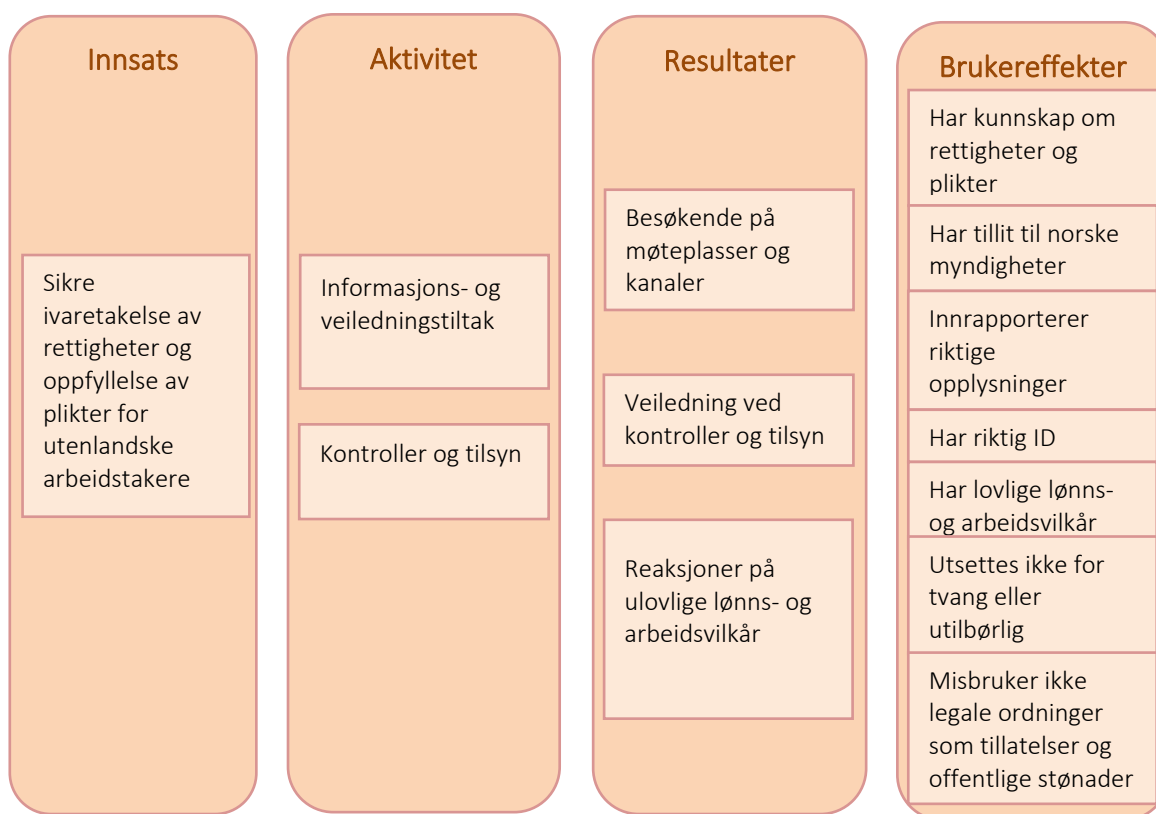 Innsats
Sikre
ivaretakelse av
rettigheter og
oppfyllelse av
plikter for
utenlandske
arbeidstakere
Aktivitet
Informasjons- og
veiledningstiltak
Kontroller og tilsyn
Resultater
Besøkende på
møteplasser og
kanaler
Veiledning ved
kontroller og tilsyn
Reaksjoner på
ulovlige lønns- og
arbeidsvilkår
Brukereffekter
Har kunnskap om
rettigheter og
plikter
Har tillit til norske
myndigheter
Innrapporterer
riktige
opplysninger
Har riktig ID
Har lovlige lønns-
og arbeidsvilkår
Utsettes ikke for
tvang eller
utilbørlig
Misbruker ikke
legale ordninger
som tillatelser og
offentlige stønader